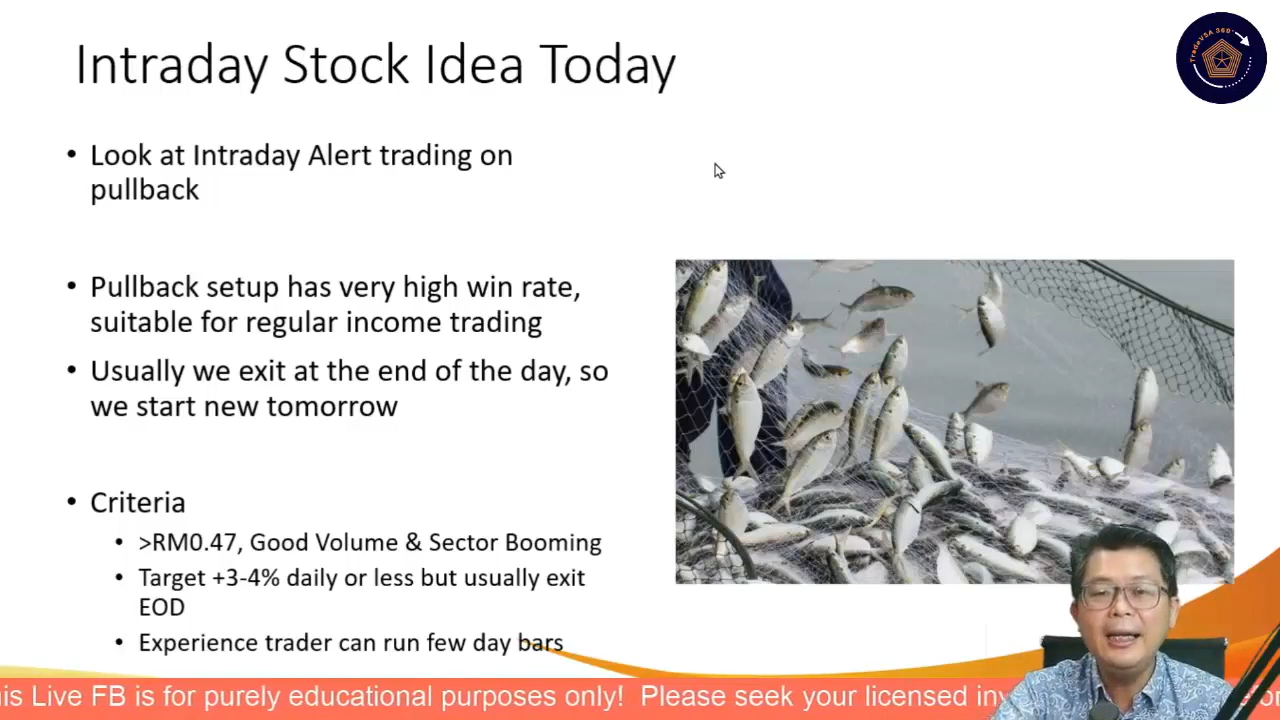 Intraday Stock Idea Today
TradeVSA 360°
• Look at Intraday Alert trading on
pullback
• Pullback setup has very high win rate,
suitable for regular income trading
• Usually we exit at the end of the day, so
we start new tomorrow
• Criteria
• >RM0.47, Good Volume & Sector Booming
• Target +3-4% daily or less but usually exit
EOD
• Experience trader can run few day bars
is Live FB is for purely educational purposes only! Please seek your licensed